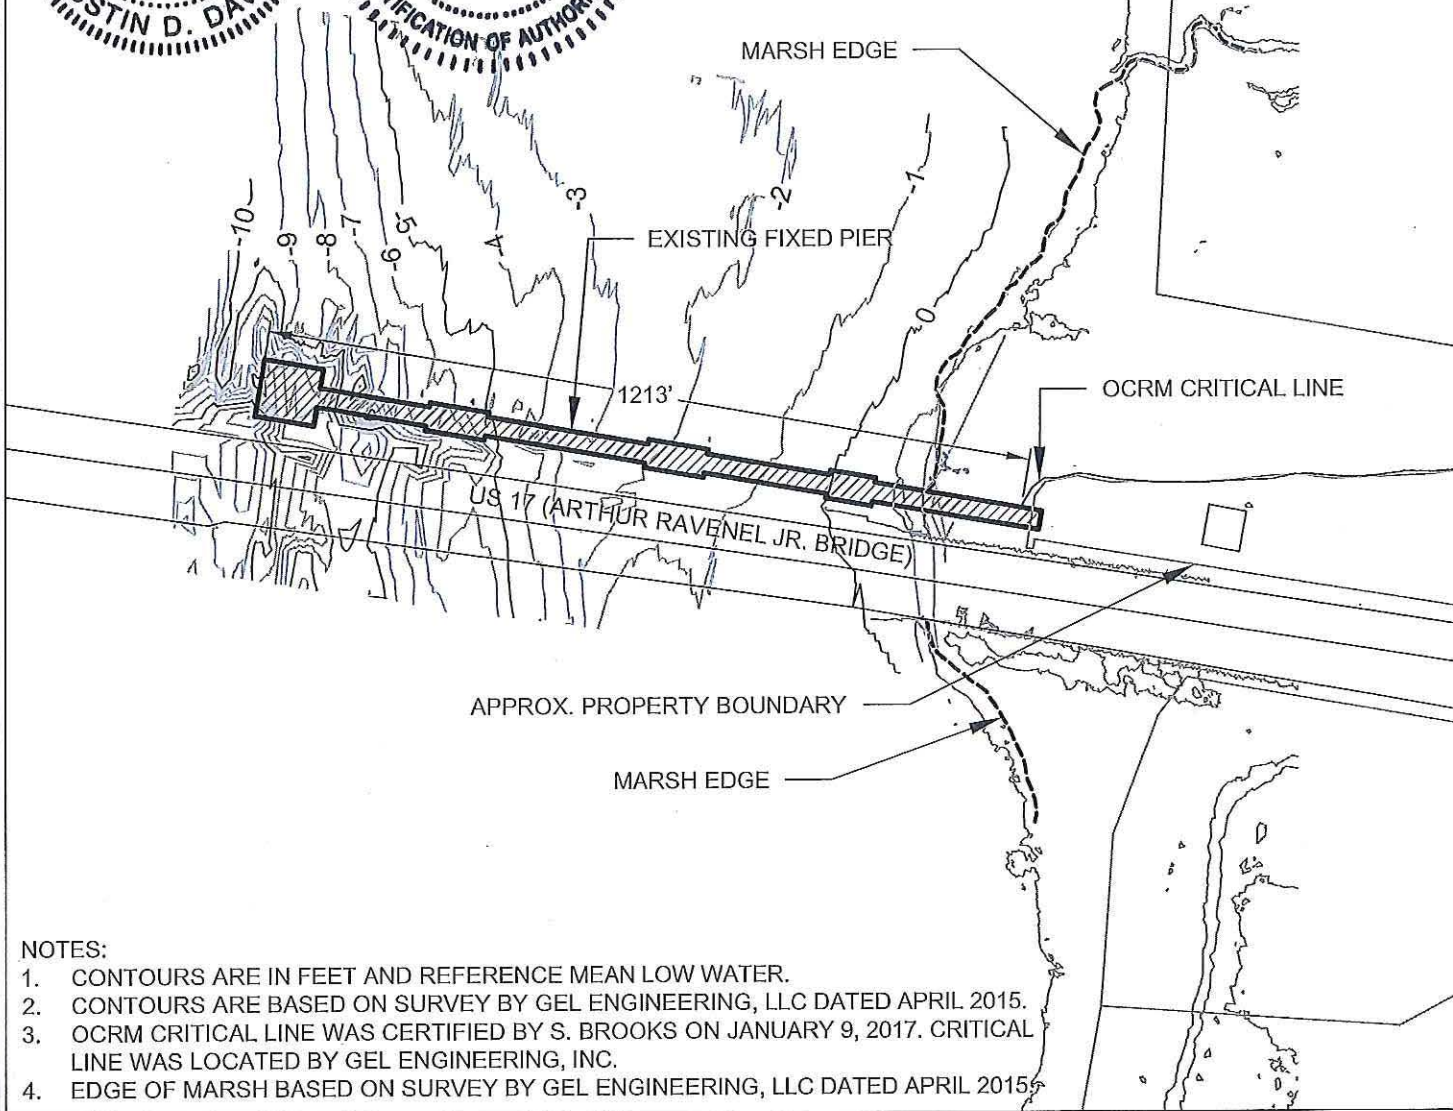 STIN D. DA
IFICATION OF AUTHOR
MARSH EDGE
-10
-9
-8
-7
-6
-5
-4
-3
-2
-1
0
EXISTING FIXED PIER
1213'
OCRM CRITICAL LINE
US 17 (ARTHUR RAVENEL JR. BRIDGE)
APPROX. PROPERTY BOUNDARY
MARSH EDGE
NOTES:
1. CONTOURS ARE IN FEET AND REFERENCE MEAN LOW WATER.
2. CONTOURS ARE BASED ON SURVEY BY GEL ENGINEERING, LLC DATED APRIL 2015.
3. OCRM CRITICAL LINE WAS CERTIFIED BY S. BROOKS ON JANUARY 9, 2017. CRITICAL
LINE WAS LOCATED BY GEL ENGINEERING, INC.
4. EDGE OF MARSH BASED ON SURVEY BY GEL ENGINEERING, LLC DATED APRIL 2015